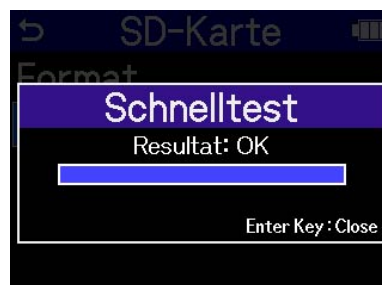 SD-Karte
Format
Schnelltest
Resultat: OK
Enter Key: Close